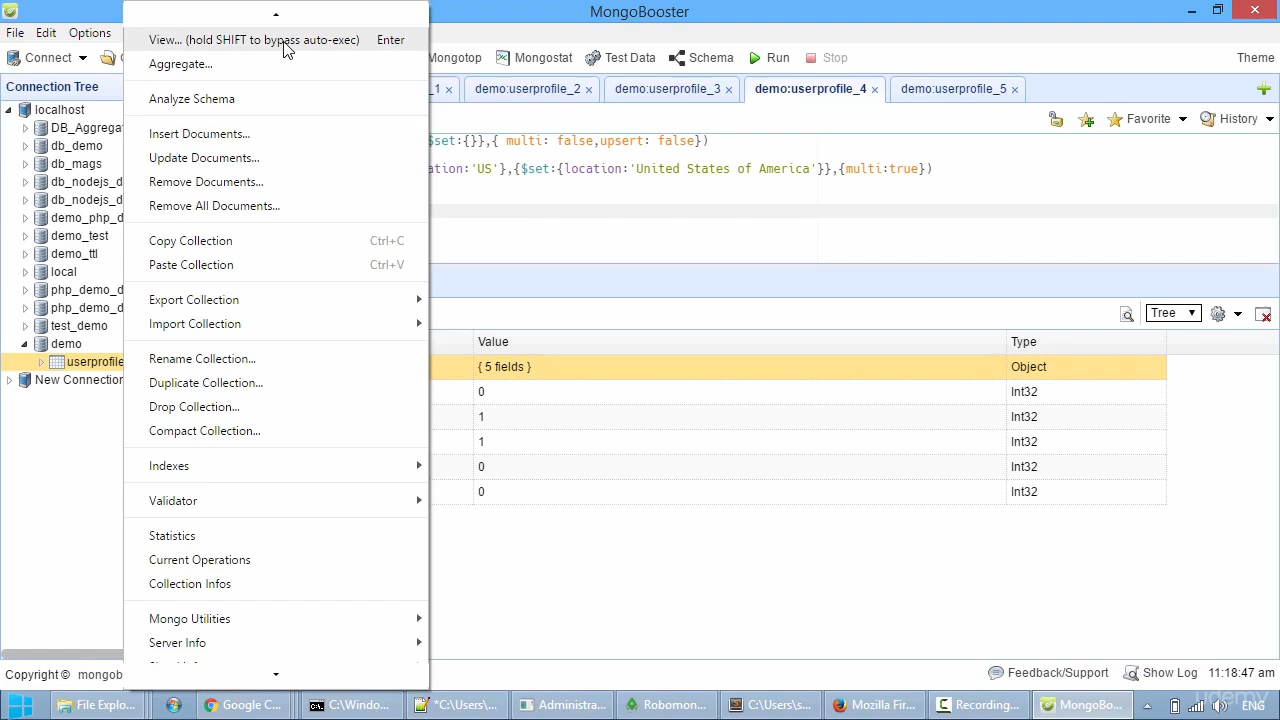 MongoBooster
File Edit Options
Connect
Mongotop Mongostat Test Data Schema Run Stop Theme
Connection Tree
_1 × demo:userprofile_2 × demo:userprofile_3 × demo:userprofile_4 × demo:userprofile_5 ×
Favorite History
$set:{}},{ multi: false,upsert: false})
ation:'US'},{$set:{location:'United States of America'}},{multi:true})
localhost
DB_Aggrega
db_demo
db_mags
db_nodejs_d
db_nodejs_d
demo_php_d
demo_test
demo_ttl
local
php_demo_d
php_demo_d
test_demo
demo
userprofile
New Connection
View... (hold SHIFT to bypass auto-exec) Enter
Aggregate...
Analyze Schema
Insert Documents...
Update Documents...
Remove Documents...
Remove All Documents...
Copy Collection Ctrl+C
Paste Collection Ctrl+V
Export Collection
Import Collection
Rename Collection...
Duplicate Collection...
Drop Collection...
Compact Collection...
Indexes
Validator
Statistics
Current Operations
Collection Infos
Mongo Utilities
Server Info
Tree
Value Type
{ 5 fields } Object
0 Int32
1 Int32
1 Int32
0 Int32
0 Int32
Copyright © mongob
Feedback/Support Show Log 11:18:47 am
File Explo... Google C... C:\Windo... *C:\Users\... Administra... Robomon... C:\Users\s... Mozilla Fir... Recording... MongoBo... ENG
udemy